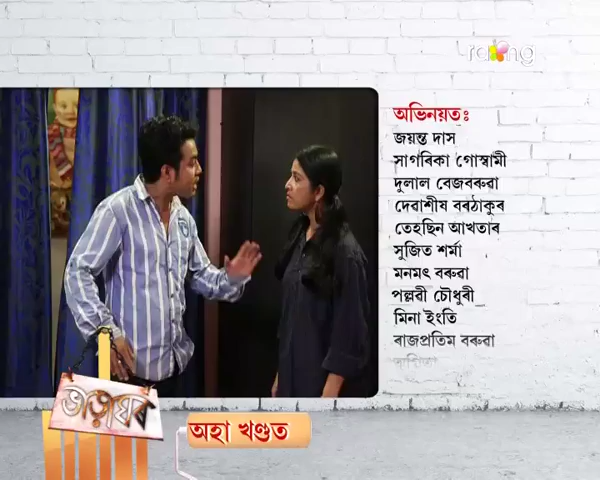 rang
অভিনয়তঃ
জয়ন্ত দাস
সাগৰিকা গোস্বামী
দুলাল বেজবৰুৱা
দেৱাশীষ বৰঠাকুৰ
তেহছিন আখতাৰ
সুজিত শৰ্মা
মনমৎ বৰুৱা
পল্লৱী চৌধুৰী
মিনা ইংতি
ৰাজপ্ৰতিম বৰুৱা
ভাড়াঘৰ
অহা খণ্ডত